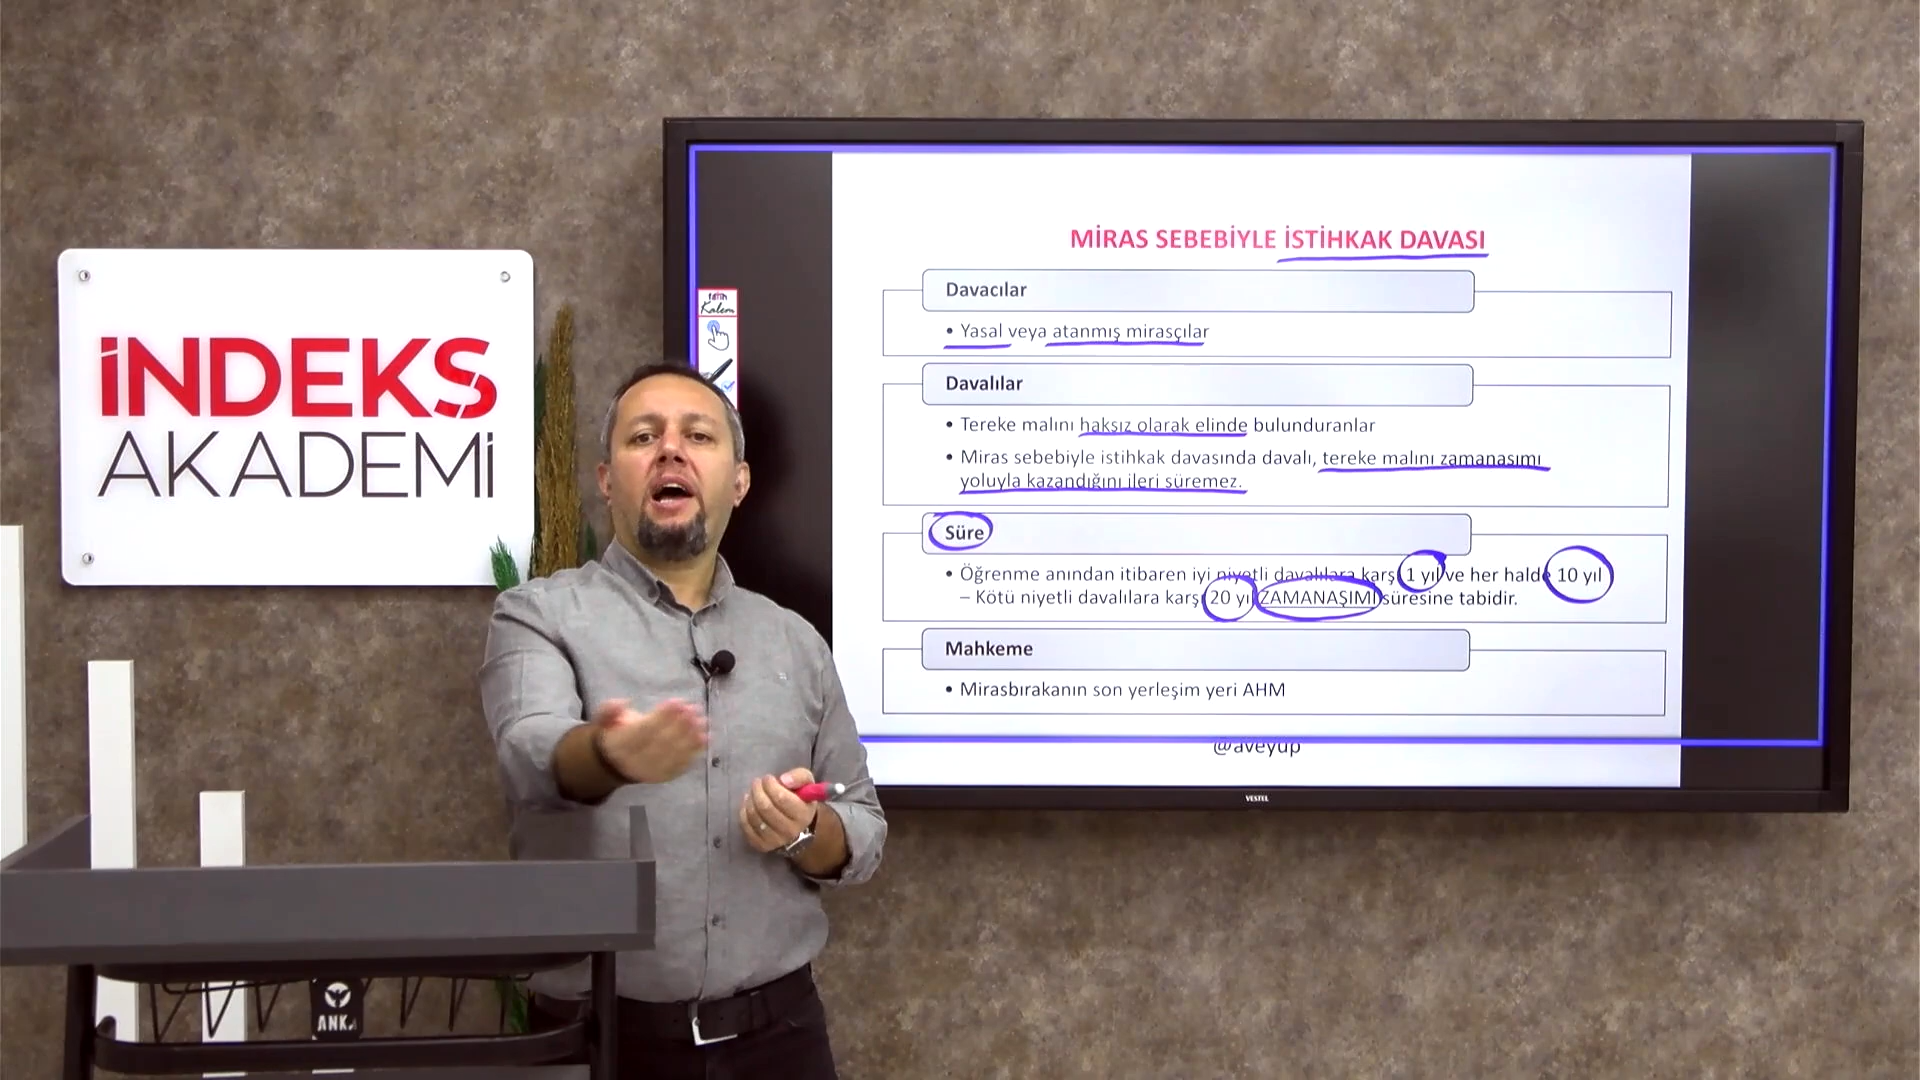 İNDEKS
AKADEMİ
fatih
Kalem
MİRAS SEBEBİYLE İSTİHKAK DAVASI
Davacılar
• Yasal veya atanmış mirasçılar
Davalılar
• Tereke malını haksız olarak elinde bulunduranlar
• Miras sebebiyle istihkak davasında davalı, tereke malını zamanaşımı
yoluyla kazandığını ileri süremez.
Süre
• Öğrenme anından itibaren iyi niyetli davalılara karşı 1 yıl ve her halde 10 yıl
– Kötü niyetli davalılara karşı 20 yıl ZAMANAŞIMI süresine tabidir.
Mahkeme
• Mirasbırakanın son yerleşim yeri AHM
@aveyup
VESTEL
ANKA